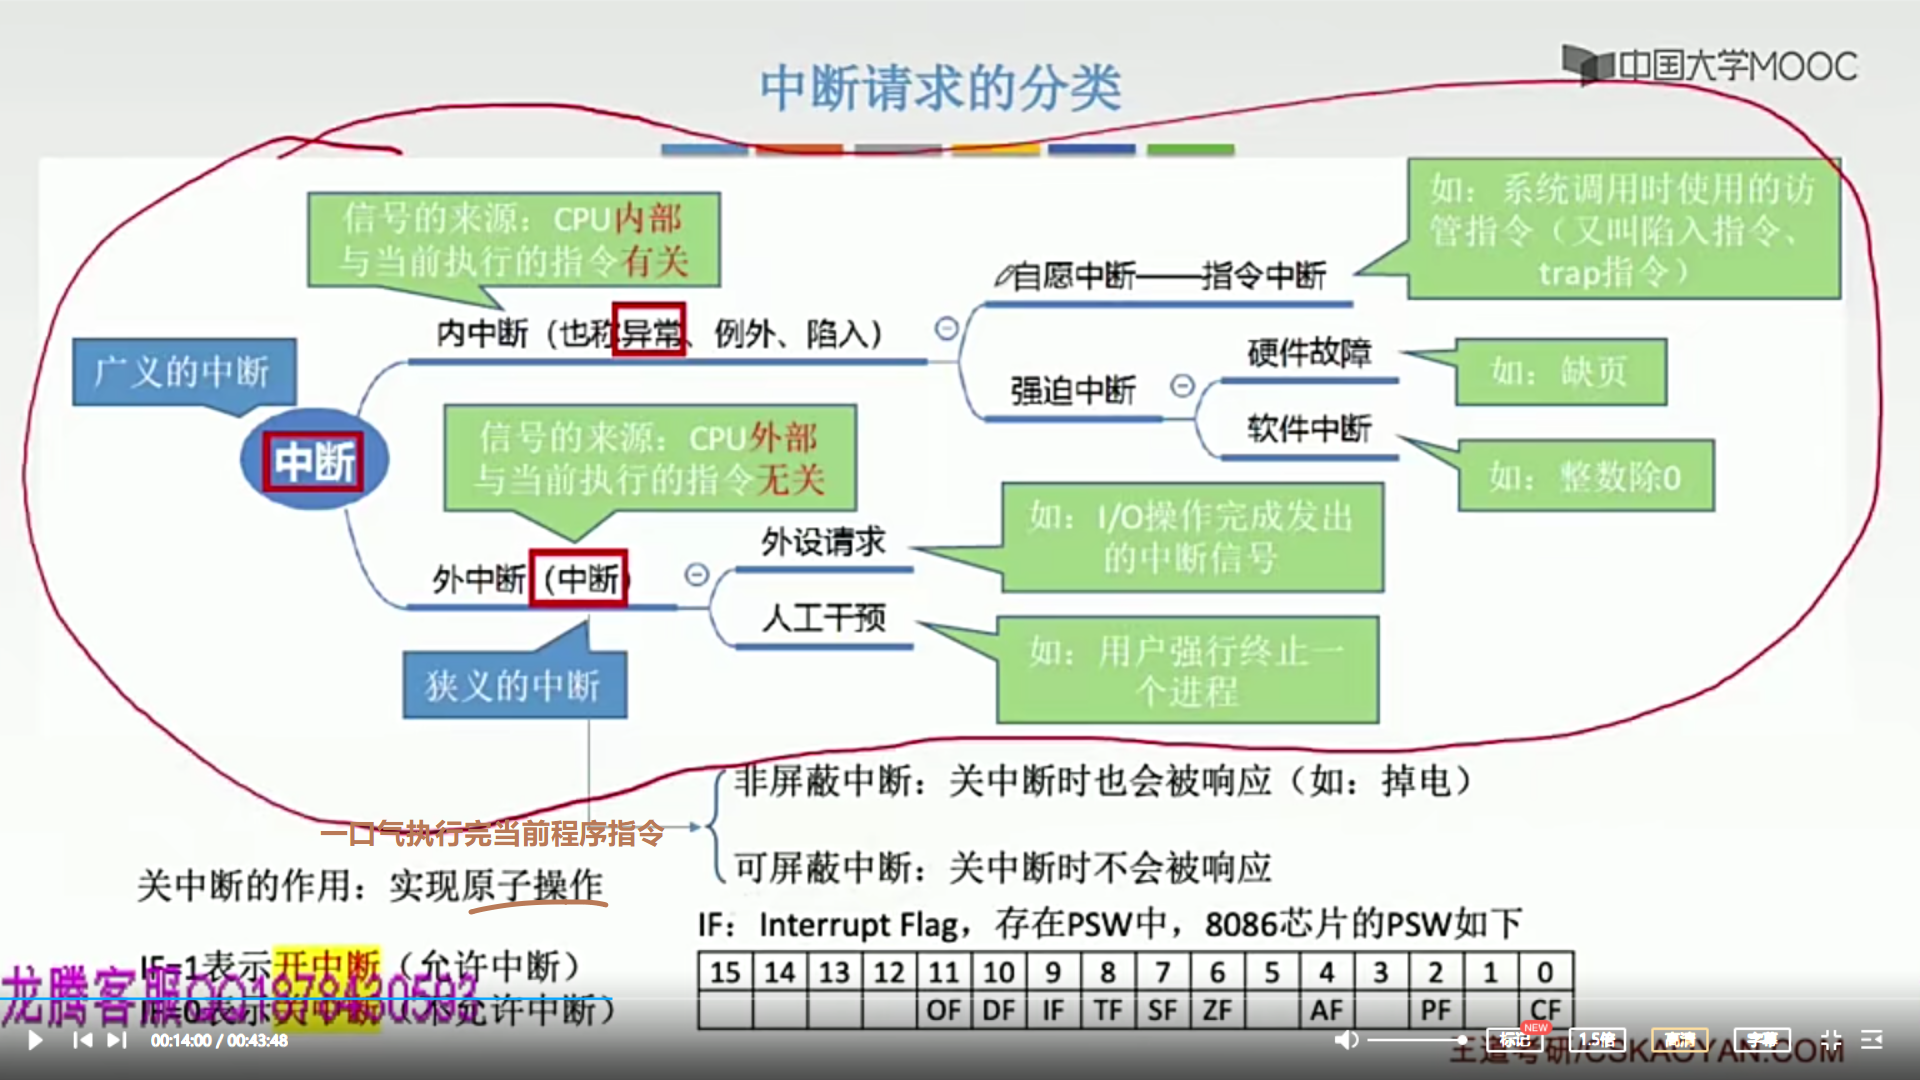 中国大学MOOC
中断请求的分类
信号的来源：CPU内部
与当前执行的指令有关
如：系统调用时使用的访
管指令（又叫陷入指令、
trap指令）
自愿中断——指令中断
内中断（也称异常、例外、陷入）
硬件故障
如：缺页
广义的中断
强迫中断
软件中断
如：整数除0
中断
信号的来源：CPU外部
与当前执行的指令无关
外设请求
如：I/O操作完成发出
的中断信号
外中断（中断）
人工干预
如：用户强行终止一
个进程
狭义的中断
非屏蔽中断：关中断时也会被响应（如：掉电）
一口气执行完当前程序指令
可屏蔽中断：关中断时不会被响应
关中断的作用：实现原子操作
IF：Interrupt Flag，存在PSW中，8086芯片的PSW如下
IF=1表示开中断（允许中断）
龙腾客服QQ1878430593
IF=0表示关中断（不允许中断）
15 14 13 12 11 10 9 8 7 6 5 4 3 2 1 0
OF DF IF TF SF ZF AF PF CF
00:14:00 / 00:43:48
标记
NEW
1.5倍
高清
字幕
王道考研/CSKAOYAN.COM